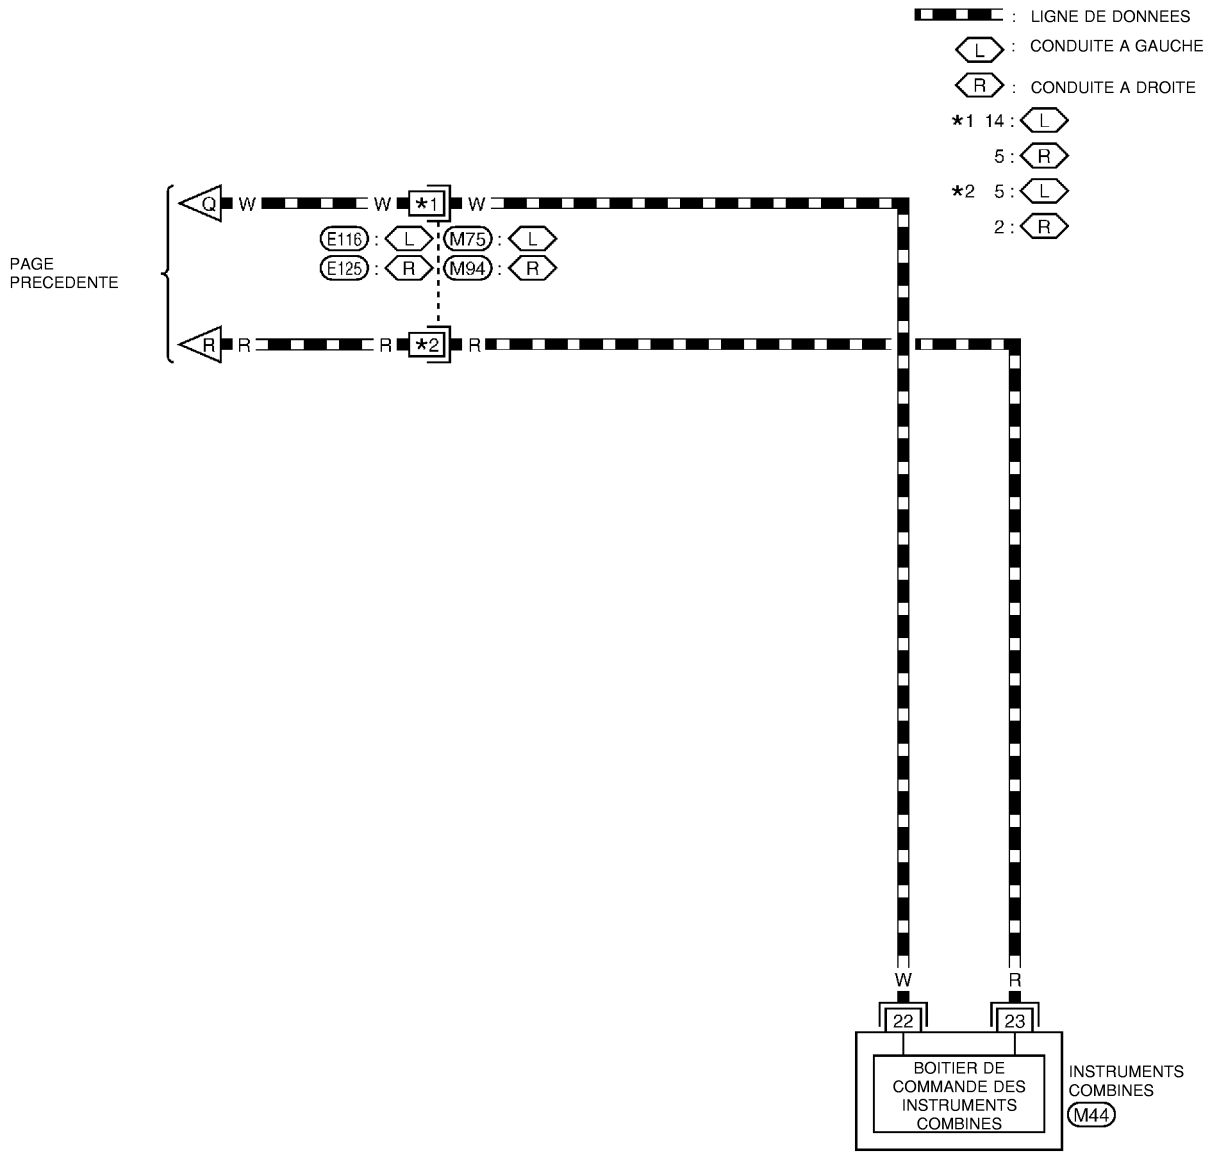 : LIGNE DE DONNEES
L : CONDUITE A GAUCHE
R : CONDUITE A DROITE
*1 14 : L
5 : R
*2 5 : L
2 : R
PAGE
PRECEDENTE
Q W W *1 W
E116 : L M75 : L
E125 : R M94 : R
R R R *2 R
W R
22 23
BOITIER DE
COMMANDE DES
INSTRUMENTS
COMBINES
INSTRUMENTS
COMBINES
M44